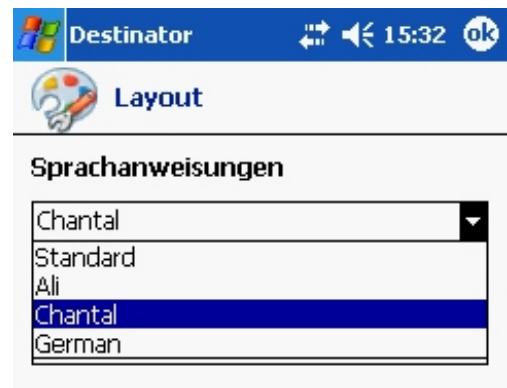 Destinator 15:32 ok
Layout
Sprachanweisungen
Chantal
Standard
Ali
Chantal
German